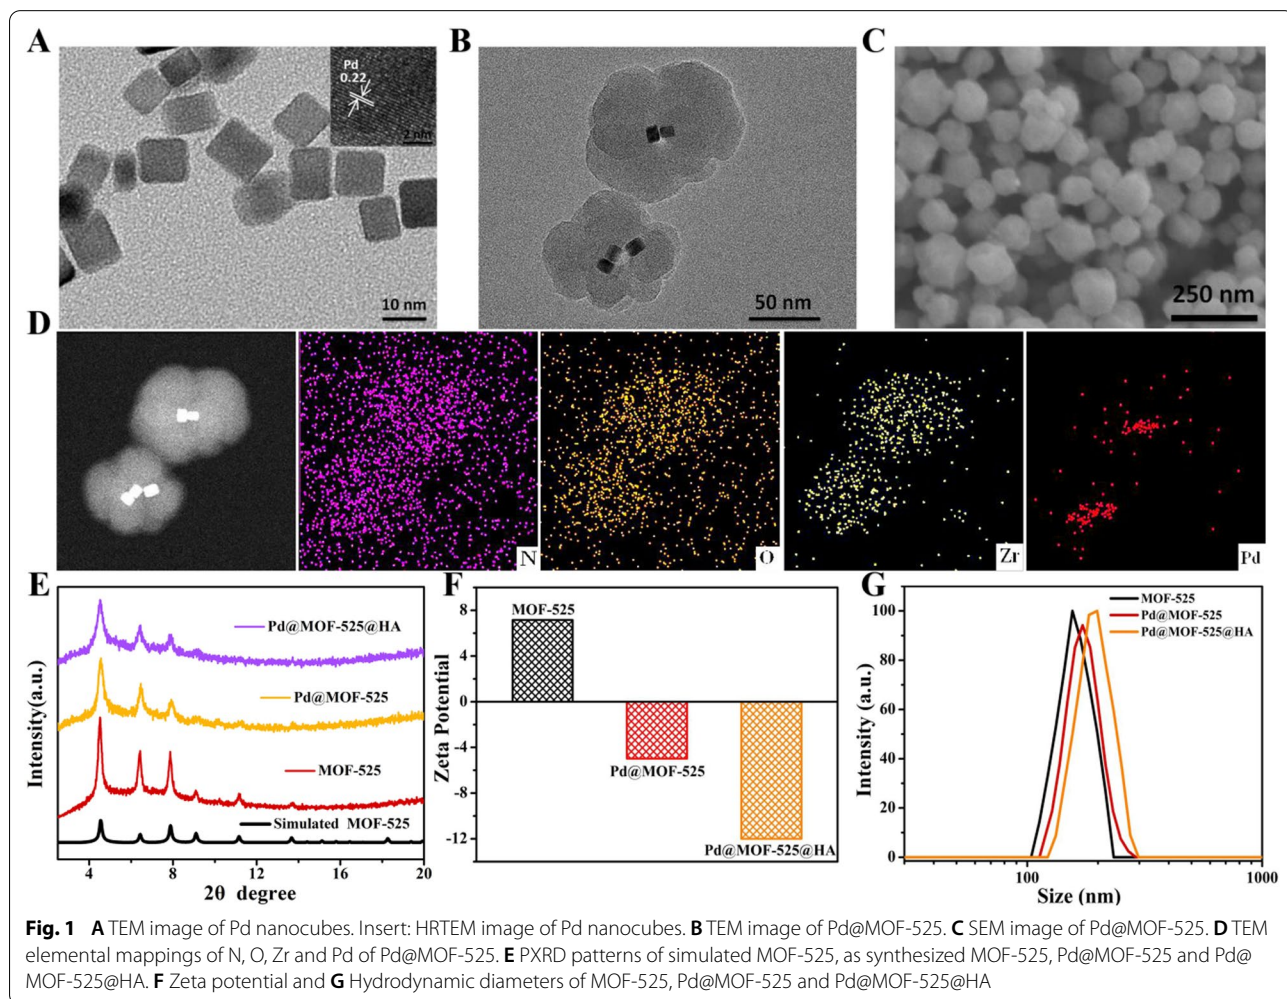 A
Pd
0.22
2 nm
10 nm
B
50 nm
C
250 nm
D
N
O
Zr
Pd
E
Intensity(a.u.)
Pd@MOF-525@HA
Pd@MOF-525
MOF-525
Simulated MOF-525
4 8 12 16 20
2θ degree
F
Zeta Potential
8
4
0
-4
-8
-12
MOF-525
Pd@MOF-525
Pd@MOF-525@HA
G
Intensity (a.u.)
100
80
60
40
20
0
MOF-525
Pd@MOF-525
Pd@MOF-525@HA
100 1000
Size (nm)
Fig. 1 A TEM image of Pd nanocubes. Insert: HRTEM image of Pd nanocubes. B TEM image of Pd@MOF-525. C SEM image of Pd@MOF-525. D TEM
elemental mappings of N, O, Zr and Pd of Pd@MOF-525. E PXRD patterns of simulated MOF-525, as synthesized MOF-525, Pd@MOF-525 and Pd@
MOF-525@HA. F Zeta potential and G Hydrodynamic diameters of MOF-525, Pd@MOF-525 and Pd@MOF-525@HA